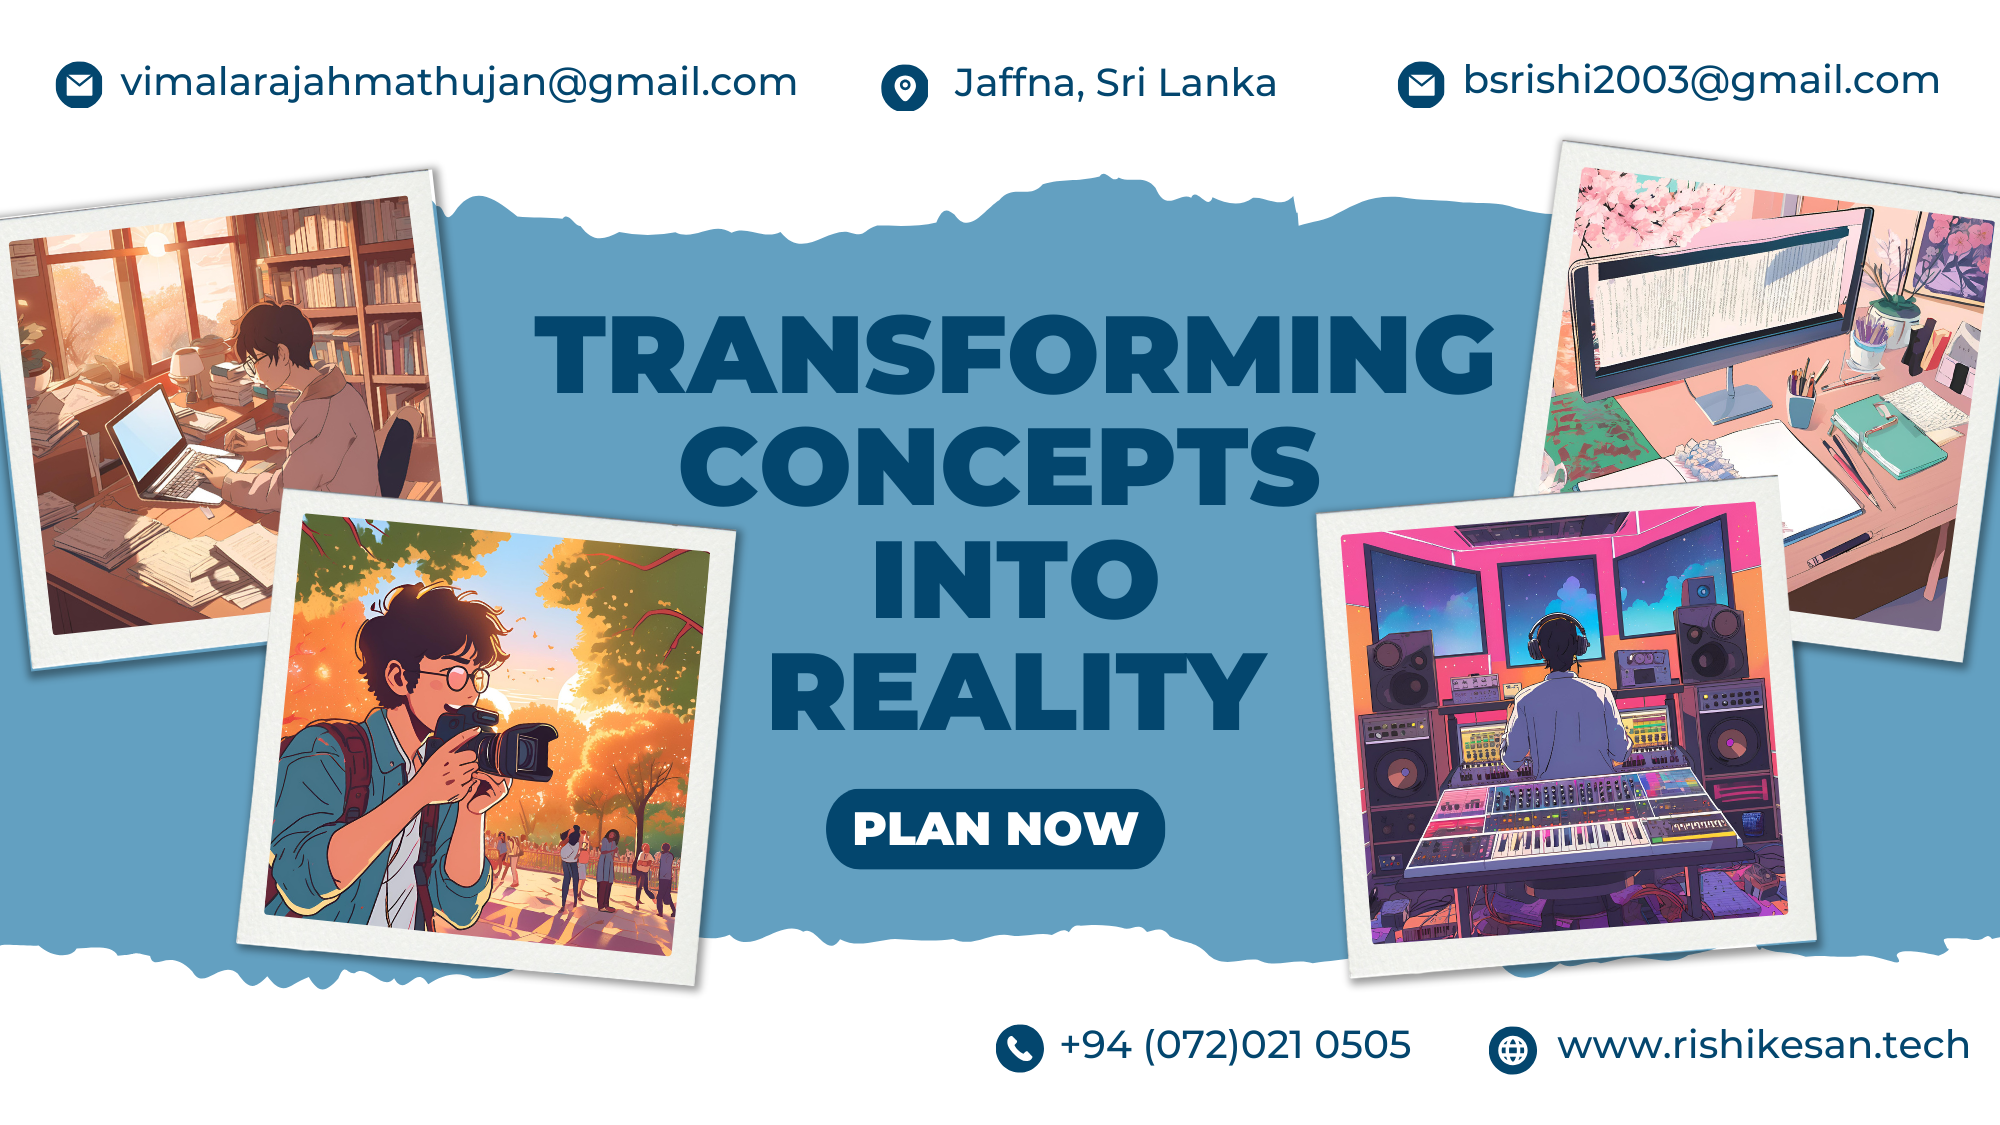 vimalarajahmathujan@gmail.com
Jaffna, Sri Lanka
bsrishi2003@gmail.com
TRANSFORMING
CONCEPTS
INTO
REALITY
PLAN NOW
+94 (072)021 0505
www.rishikesan.tech